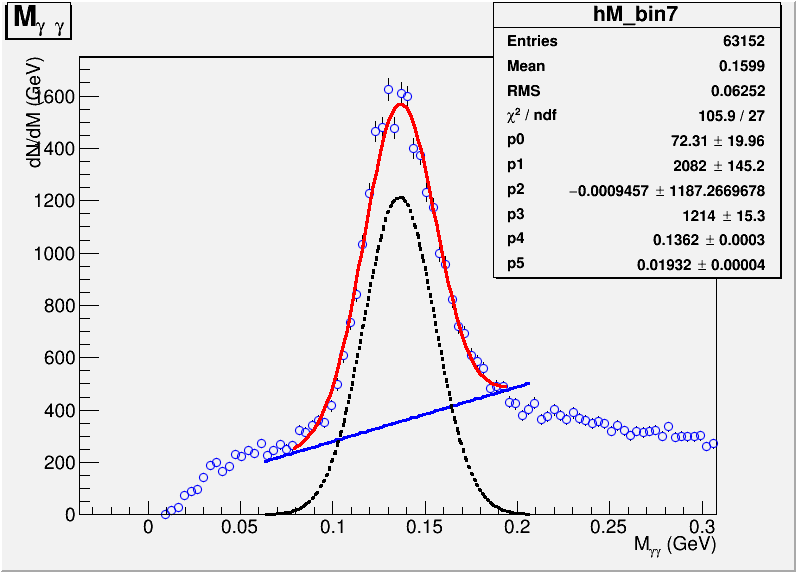 M γ γ
hM_bin7
Entries 63152
Mean 0.1599
RMS 0.06252
χ² / ndf 105.9 / 27
p0 72.31 ± 19.96
p1 2082 ± 145.2
p2 −0.0009457 ± 1187.2669678
p3 1214 ± 15.3
p4 0.1362 ± 0.0003
p5 0.01932 ± 0.00004
dN/dM (GeV)
1600
1400
1200
1000
800
600
400
200
0
0 0.05 0.1 0.15 0.2 0.25 0.3
M γγ (GeV)